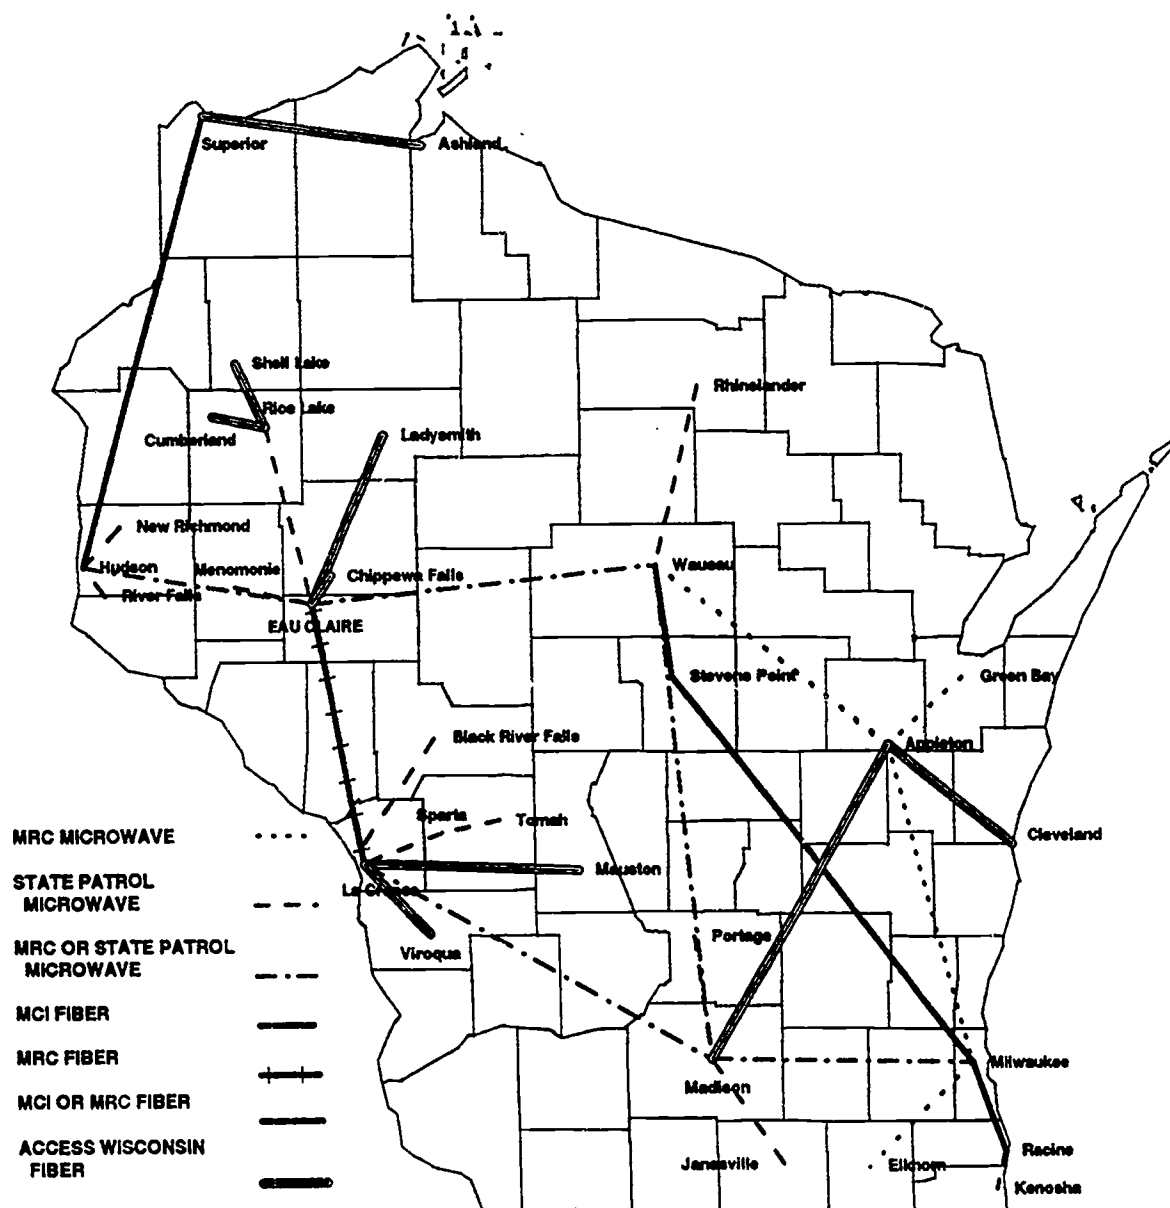 Superior
Ashland
Shell Lake
Rice Lake
Cumberland
Rhinelander
Ladysmith
New Richmond
Hudson
Menomonie
Chippewa Falls
Wausau
River Falls
EAU CLAIRE
Stevens Point
Green Bay
Black River Falls
Appleton
Sparta
Tomah
Cleveland
Mauston
La Crosse
Portage
Viroqua
Milwaukee
Madison
Janesville
Elkhorn
Racine
Kenosha
MRC MICROWAVE
STATE PATROL
MICROWAVE
MRC OR STATE PATROL
MICROWAVE
MCI FIBER
MRC FIBER
MCI OR MRC FIBER
ACCESS WISCONSIN
FIBER